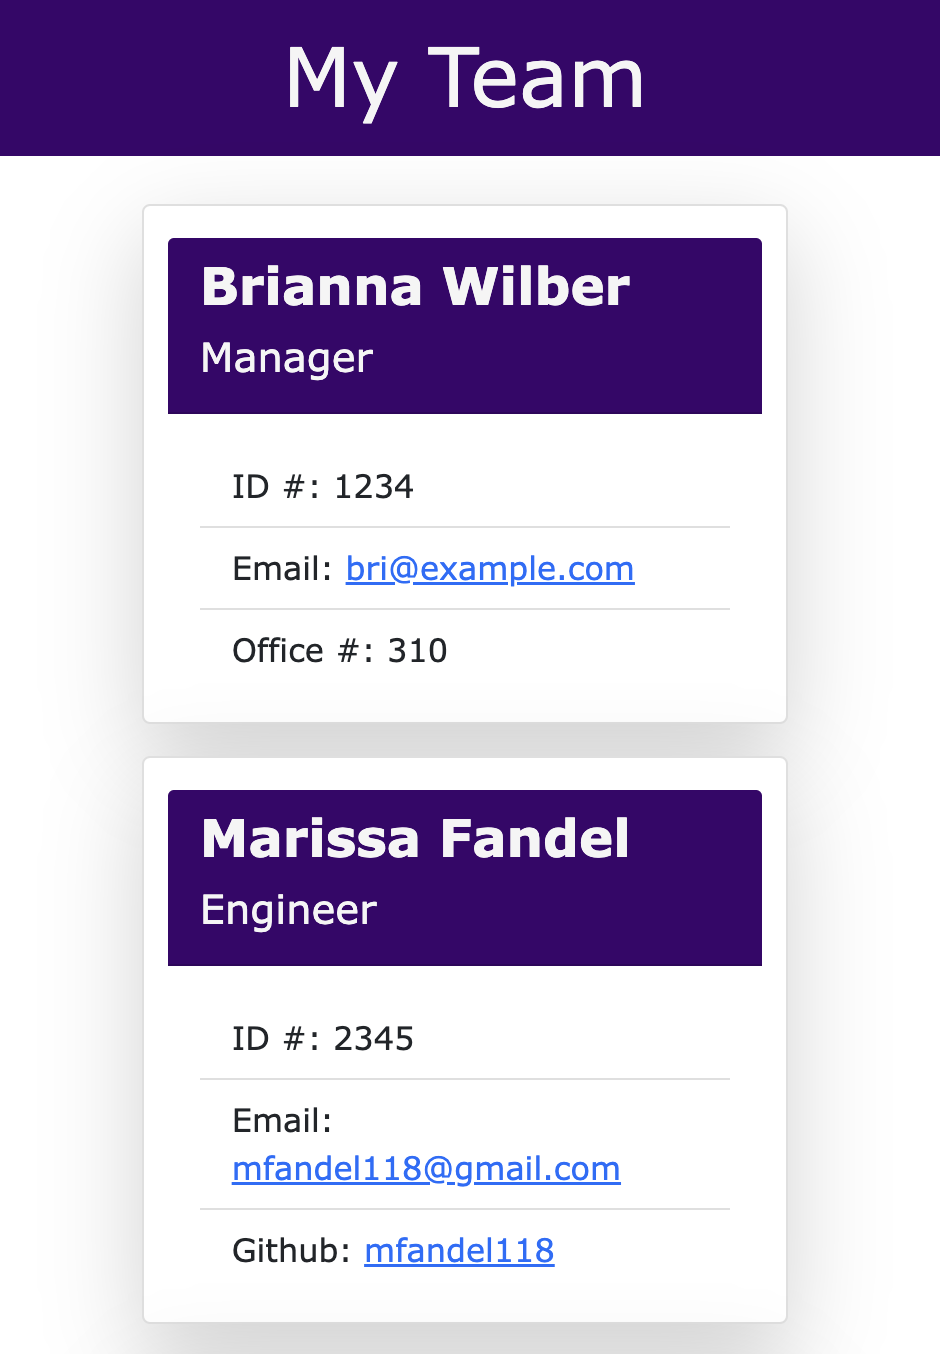 My Team
Brianna Wilber
Manager
ID #: 1234
Email: bri@example.com
Office #: 310
Marissa Fandel
Engineer
ID #: 2345
Email:
mfandel118@gmail.com
Github: mfandel118